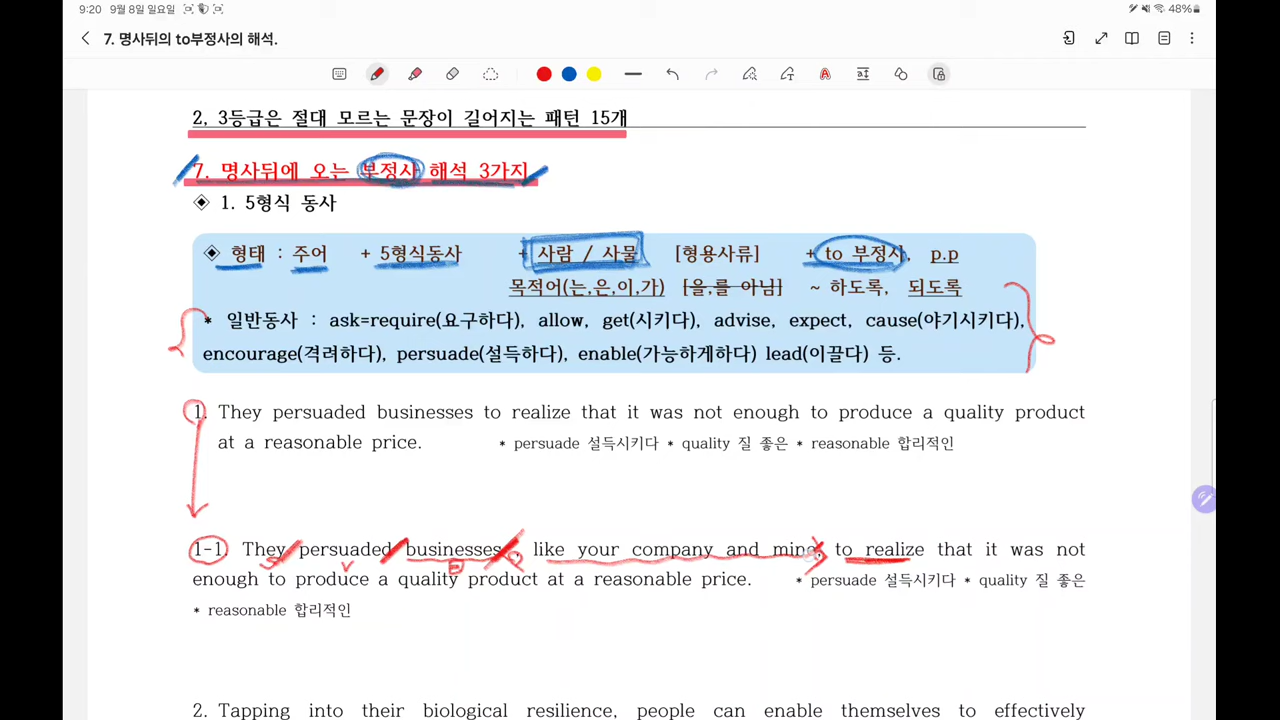 9:20 9월 8일 일요일
48%
7. 명사뒤의 to부정사의 해석.
2, 3등급은 절대 모르는 문장이 길어지는 패턴 15개
7. 명사뒤에 오는 부정사 해석 3가지
◈ 1. 5형식 동사
◈ 형태 : 주어 + 5형식동사 + 사람 / 사물 [형용사류] + to 부정사, p.p
목적어(는,은,이,가) [을,를 아님] ~ 하도록, 되도록
* 일반동사 : ask=require(요구하다), allow, get(시키다), advise, expect, cause(야기시키다),
encourage(격려하다), persuade(설득하다), enable(가능하게하다) lead(이끌다) 등.
1. They persuaded businesses to realize that it was not enough to produce a quality product
at a reasonable price. * persuade 설득시키다 * quality 질 좋은 * reasonable 합리적인
1-1. They persuaded businesses, like your company and mine, to realize that it was not
S V
enough to produce a quality product at a reasonable price. * persuade 설득시키다 * quality 질 좋은
* reasonable 합리적인
2. Tapping into their biological resilience, people can enable themselves to effectively